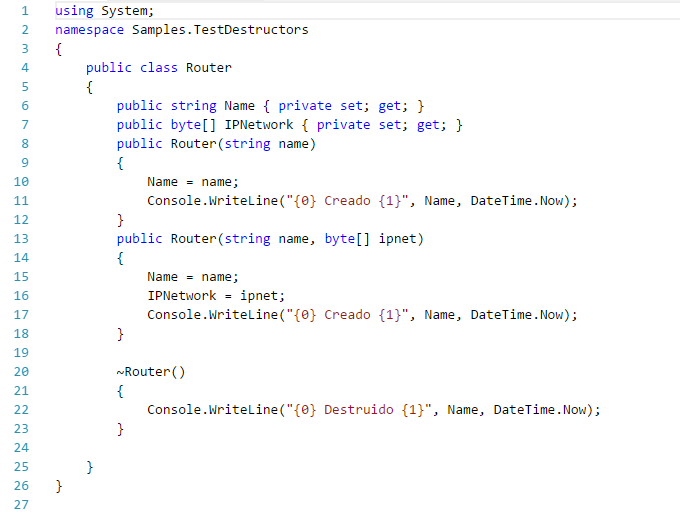 1 using System;
2 namespace Samples.TestDestructors
3 {
4     public class Router
5     {
6         public string Name { private set; get; }
7         public byte[] IPNetwork { private set; get; }
8         public Router(string name)
9         {
10             Name = name;
11             Console.WriteLine("{0} Creado {1}", Name, DateTime.Now);
12         }
13         public Router(string name, byte[] ipnet)
14         {
15             Name = name;
16             IPNetwork = ipnet;
17             Console.WriteLine("{0} Creado {1}", Name, DateTime.Now);
18         }
19
20         ~Router()
21         {
22             Console.WriteLine("{0} Destruido {1}", Name, DateTime.Now);
23         }
24
25     }
26 }
27